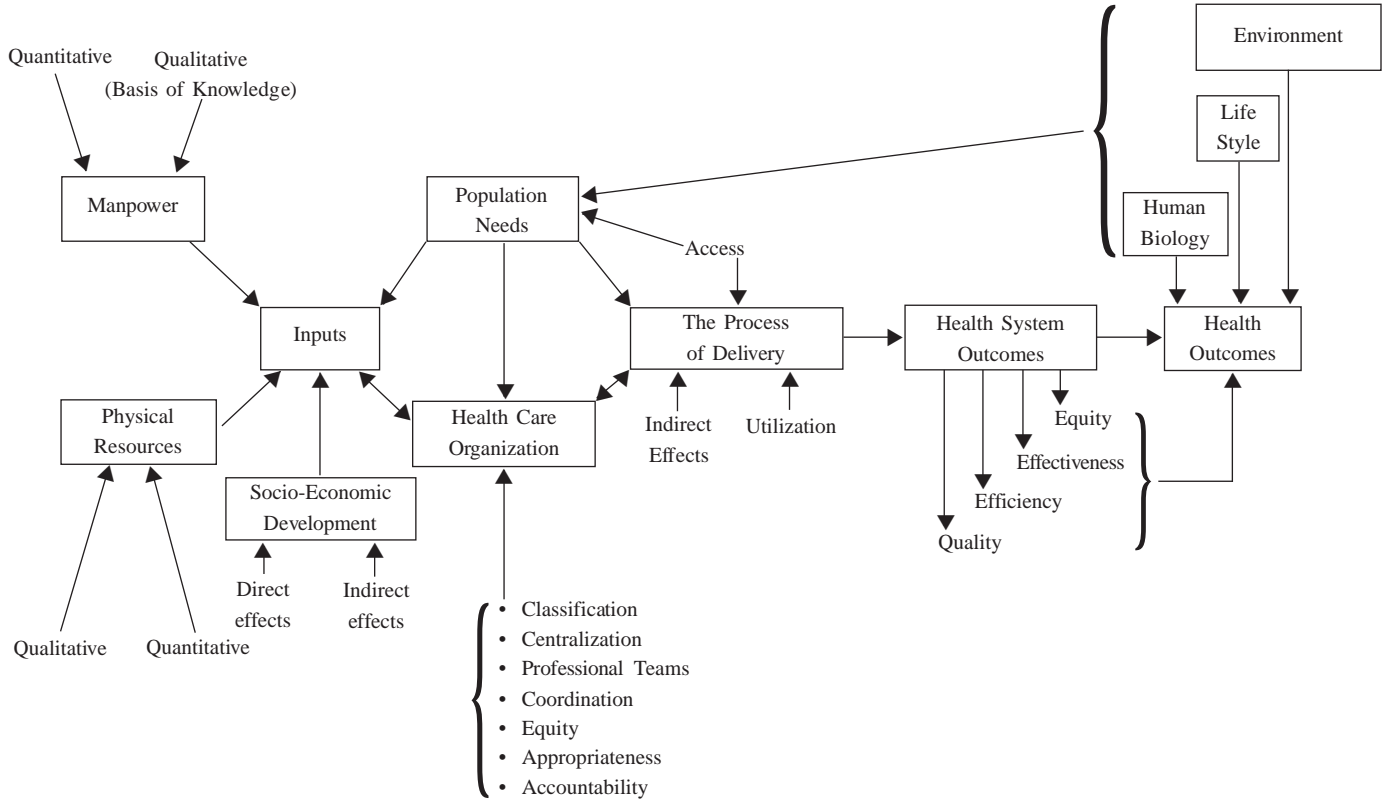 Quantitative
Qualitative
(Basis of Knowledge)
Manpower
Population
Needs
Access
Environment
Life
Style
Human
Biology
Inputs
The Process
of Delivery
Health System
Outcomes
Health
Outcomes
Physical
Resources
Health Care
Organization
Indirect
Effects
Utilization
Equity
Effectiveness
Efficiency
Quality
Socio-Economic
Development
Direct
effects
Indirect
effects
Qualitative
Quantitative
• Classification
• Centralization
• Professional Teams
• Coordination
• Equity
• Appropriateness
• Accountability